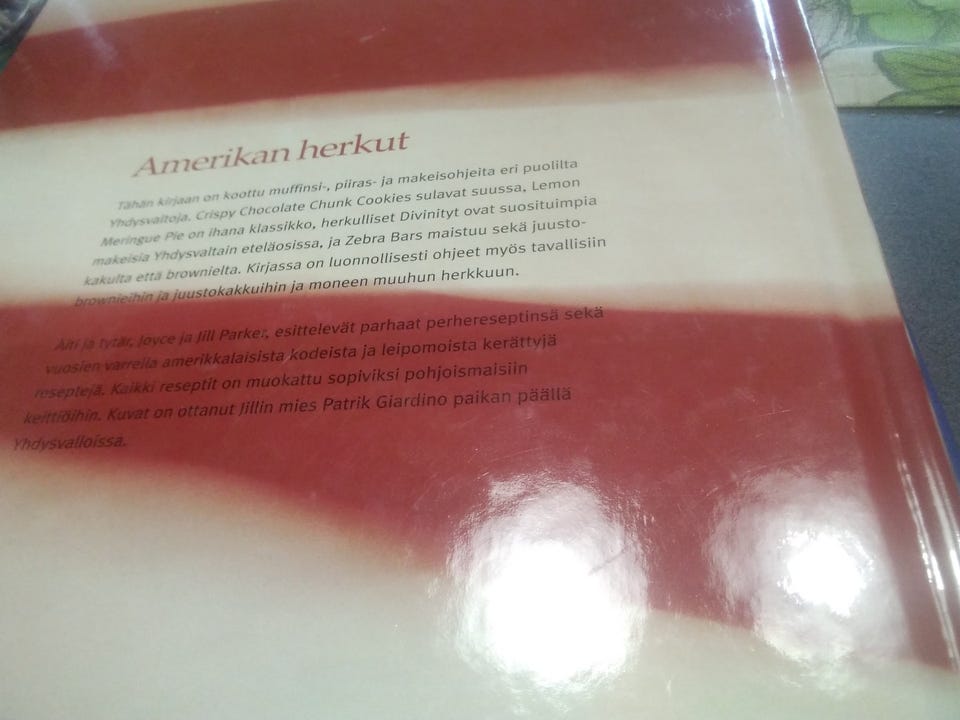 Amerikan herkut
Tähän kirjaan on koottu muffinsi-, piiras- ja makeisohjeita eri puolilta
Yhdysvaltoja. Crispy Chocolate Chunk Cookies sulavat suussa, Lemon
Meringue Pie on ihana klassikko, herkulliset Divinityt ovat suosituimpia
makeisia Yhdysvaltain eteläosissa, ja Zebra Bars maistuu sekä juusto-
kakulta että brownielta. Kirjassa on luonnollisesti ohjeet myös tavallisiin
brownieihin ja juustokakkuihin ja moneen muuhun herkkuun.
Äiti ja tytär, Joyce ja Jill Parker, esittelevät parhaat perhereseptinsä sekä
vuosien varrella amerikkalaisista kodeista ja leipomoista kerättyjä
reseptejä. Kaikki reseptit on muokattu sopiviksi pohjoismaisiin
keittiöihin. Kuvat on ottanut Jillin mies Patrik Giardino paikan päällä
Yhdysvalloissa.